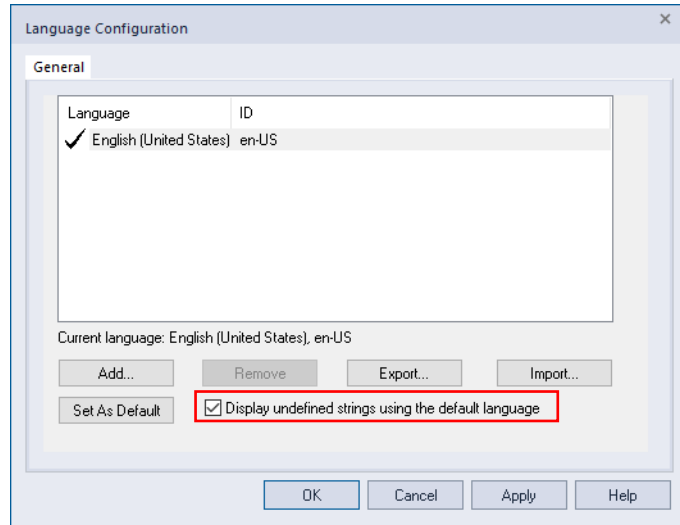 Language Configuration
General
Language ID
English (United States) en-US
Current language: English (United States), en-US
Add... Remove Export... Import...
Set As Default Display undefined strings using the default language
OK Cancel Apply Help